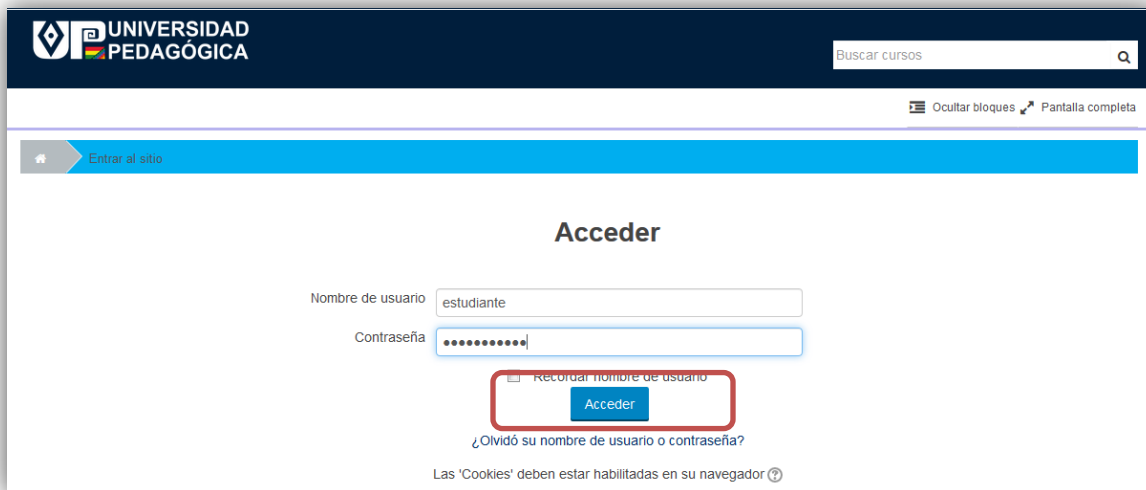 UNIVERSIDAD
PEDAGÓGICA
Buscar cursos
Ocultar bloques Pantalla completa
Entrar al sitio
Acceder
Nombre de usuario estudiante
Contraseña •••••••••••
Recordar nombre de usuario
Acceder
¿Olvidó su nombre de usuario o contraseña?
Las 'Cookies' deben estar habilitadas en su navegador